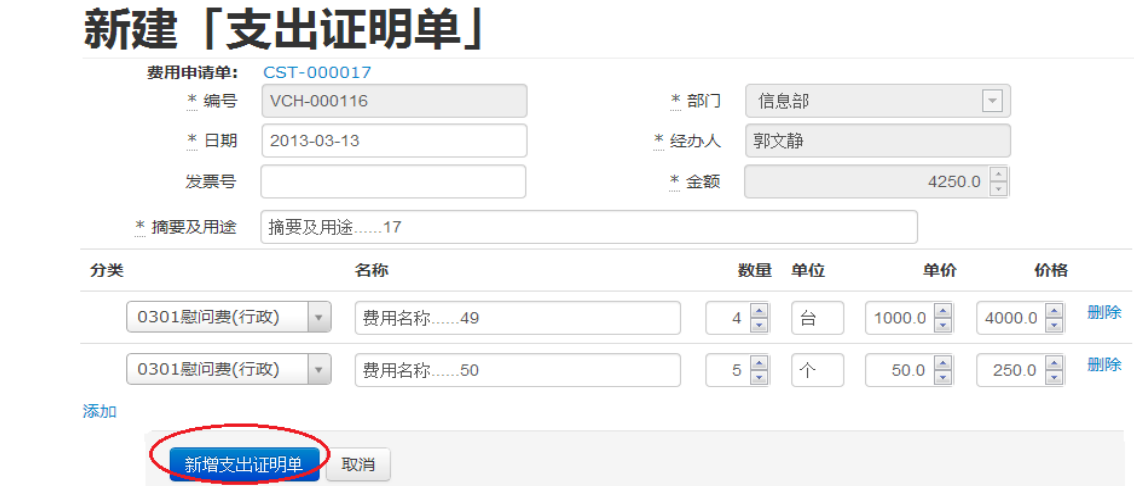 新建「支出证明单」
费用申请单: CST-000017
* 编号 VCH-000116 * 部门 信息部
* 日期 2013-03-13 * 经办人 郭文静
发票号 * 金额 4250.0
* 摘要及用途 摘要及用途......17
分类 名称 数量 单位 单价 价格
0301慰问费(行政) 费用名称......49 4 台 1000.0 4000.0 删除
0301慰问费(行政) 费用名称......50 5 个 50.0 250.0 删除
添加
新增支出证明单 取消